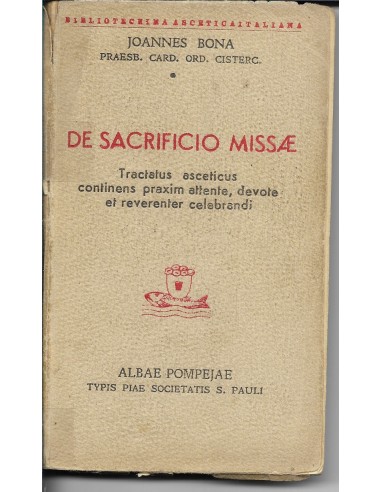 BIBLIOTECHINA ASCETICA ITALIANA
JOANNES BONA
PRAESB. CARD. ORD. CISTERC.
DE SACRIFICIO MISSÆ
Tractatus asceticus
continens praxim attente, devote
et reverenter celebrandi
ALBAE POMPEJAE
TYPIS PIAE SOCIETATIS S. PAULI